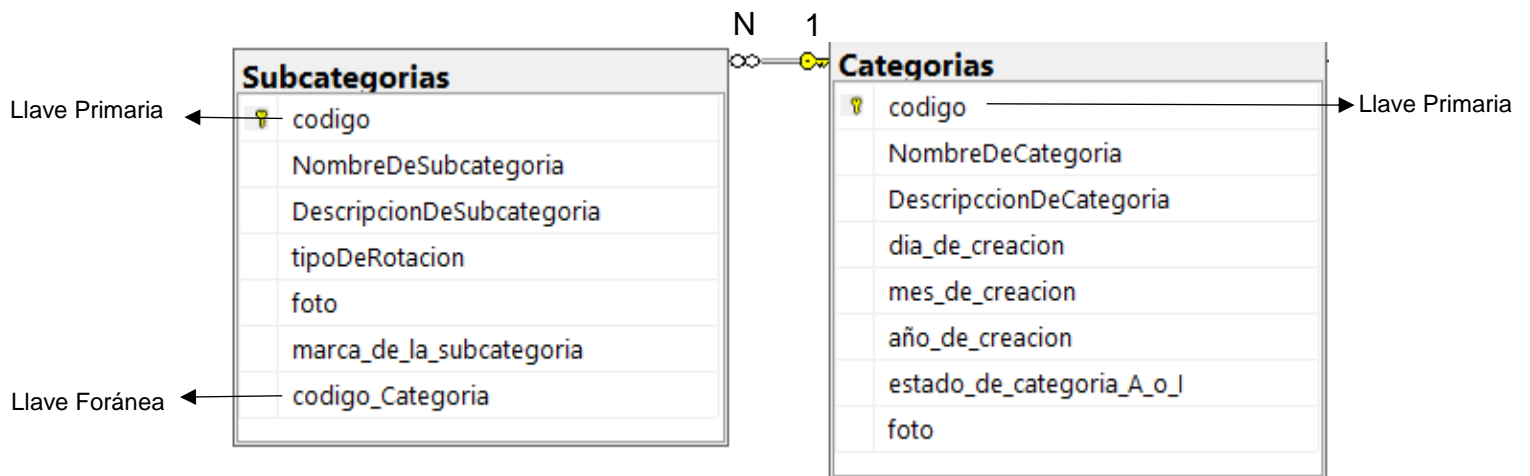 N 1
Subcategorias
Llave Primaria
codigo
NombreDeSubcategoria
DescripcionDeSubcategoria
tipoDeRotacion
foto
marca_de_la_subcategoria
Llave Foránea
codigo_Categoria
Categorias
codigo
Llave Primaria
NombreDeCategoria
DescripccionDeCategoria
dia_de_creacion
mes_de_creacion
año_de_creacion
estado_de_categoria_A_o_I
foto